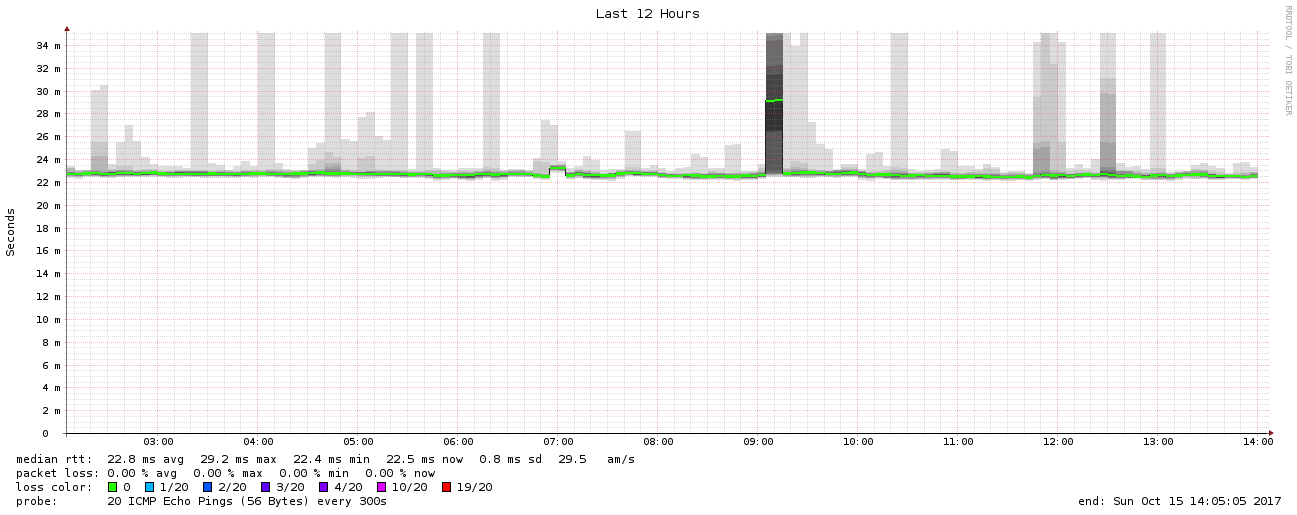 Last 12 Hours
RRDTOOL / TOBI OETIKER
Seconds
34 m
32 m
30 m
28 m
26 m
24 m
22 m
20 m
18 m
16 m
14 m
12 m
10 m
8 m
6 m
4 m
2 m
0
03:00 04:00 05:00 06:00 07:00 08:00 09:00 10:00 11:00 12:00 13:00 14:00
median rtt: 22.8 ms avg 29.2 ms max 22.4 ms min 22.5 ms now 0.8 ms sd 29.5 am/s
packet loss: 0.00 % avg 0.00 % max 0.00 % min 0.00 % now
loss color: 0 1/20 2/20 3/20 4/20 10/20 19/20
probe: 20 ICMP Echo Pings (56 Bytes) every 300s end: Sun Oct 15 14:05:05 2017